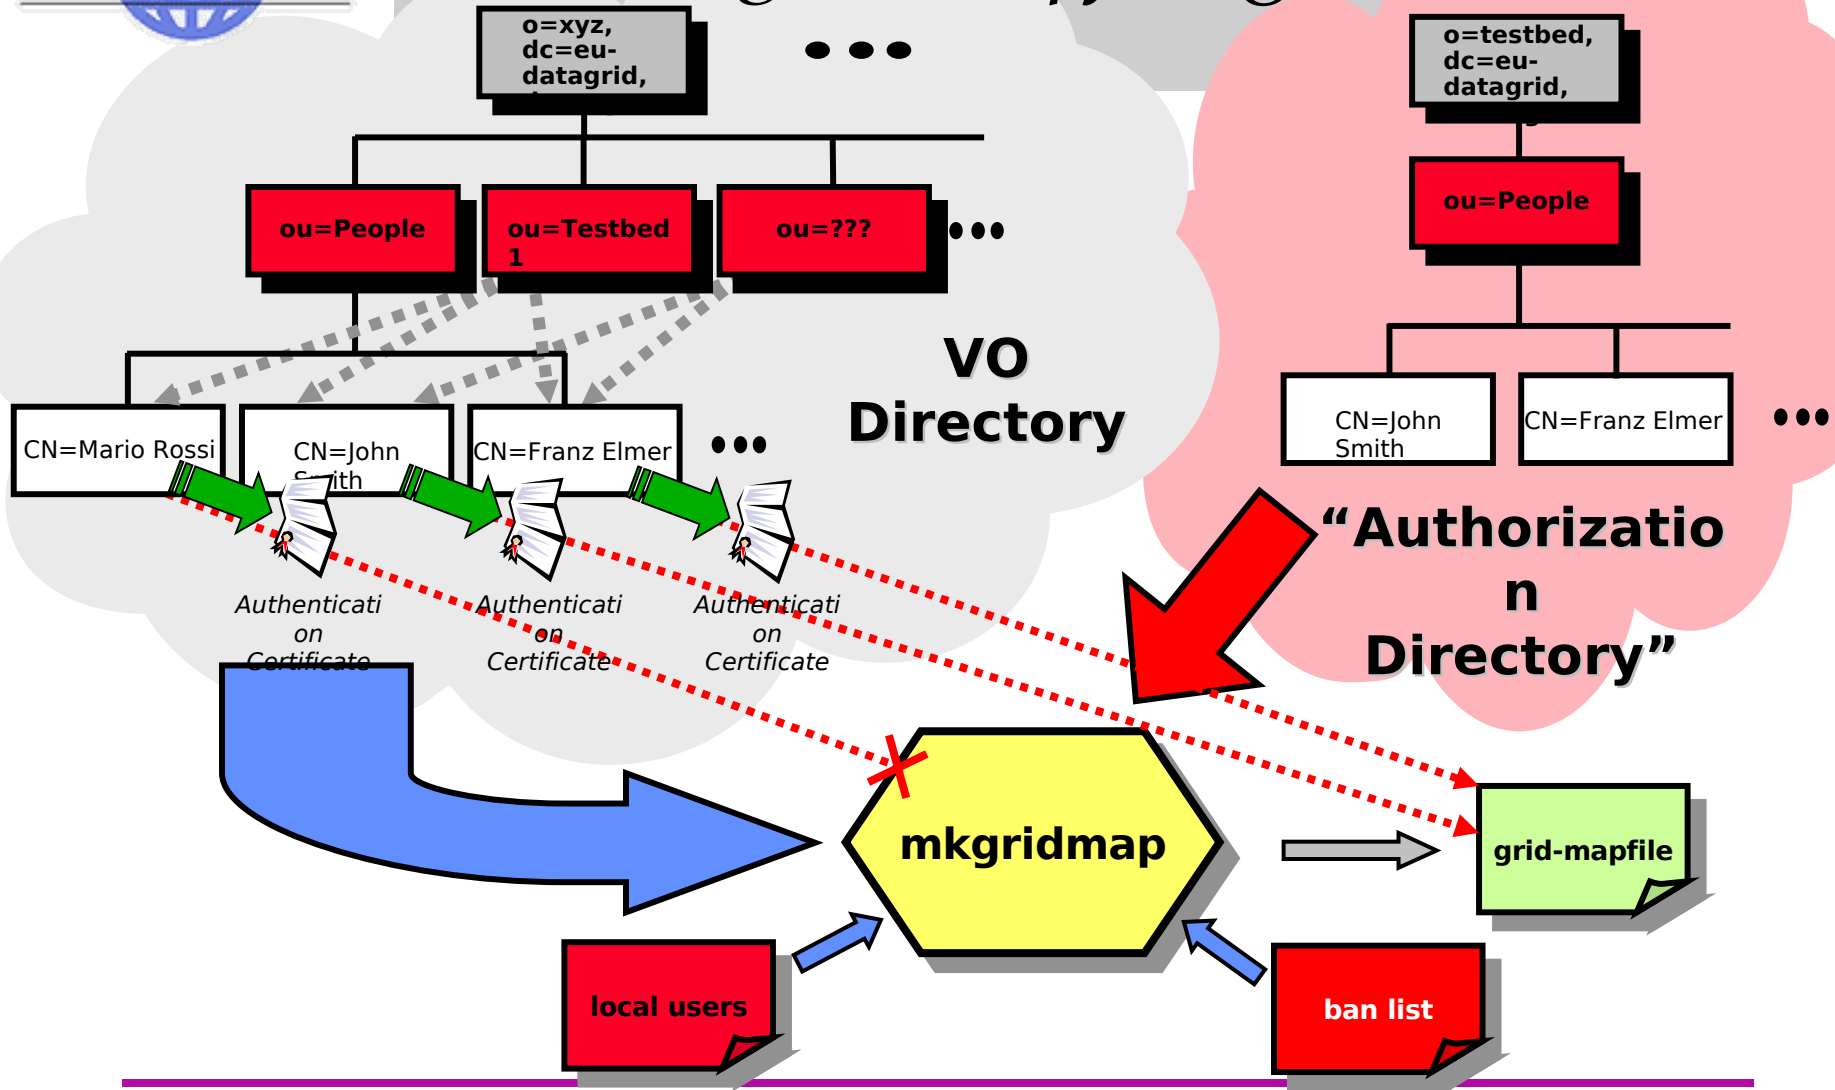 o=xyz,
dc=eu-
datagrid,
o=testbed,
dc=eu-
datagrid,
ou=People
ou=Testbed
1
ou=???
ou=People
VO
Directory
CN=Mario Rossi
CN=John
Smith
CN=Franz Elmer
CN=John
Smith
CN=Franz Elmer
“Authorizatio
n
Directory”
Authenticati
on
Certificate
Authenticati
on
Certificate
Authenticati
on
Certificate
mkgridmap
grid-mapfile
local users
ban list